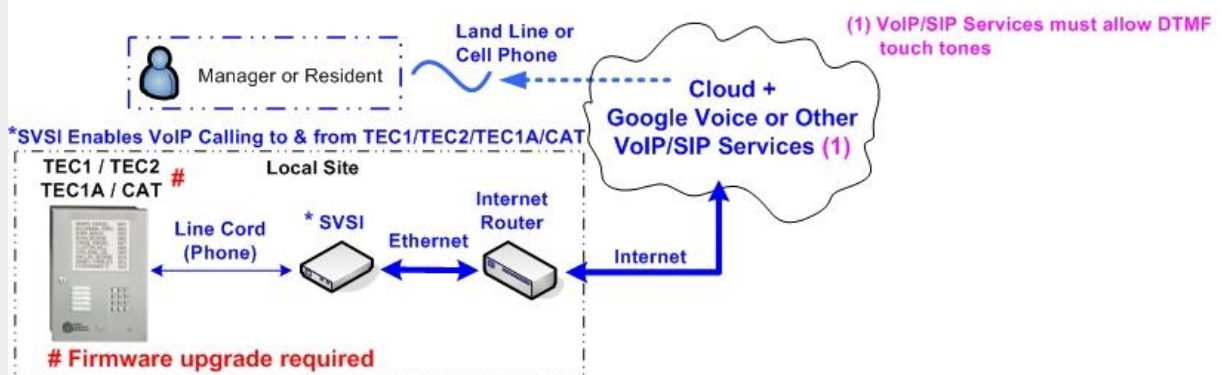 (1) VoIP/SIP Services must allow DTMF
touch tones
Land Line or
Cell Phone
Manager or Resident
Cloud +
Google Voice or Other
VoIP/SIP Services (1)
*SVSI Enables VoIP Calling to & from TEC1/TEC2/TEC1A/CAT
TEC1 / TEC2
TEC1A / CAT #
Local Site
Line Cord
(Phone)
* SVSI
Ethernet
Internet
Router
Internet
# Firmware upgrade required